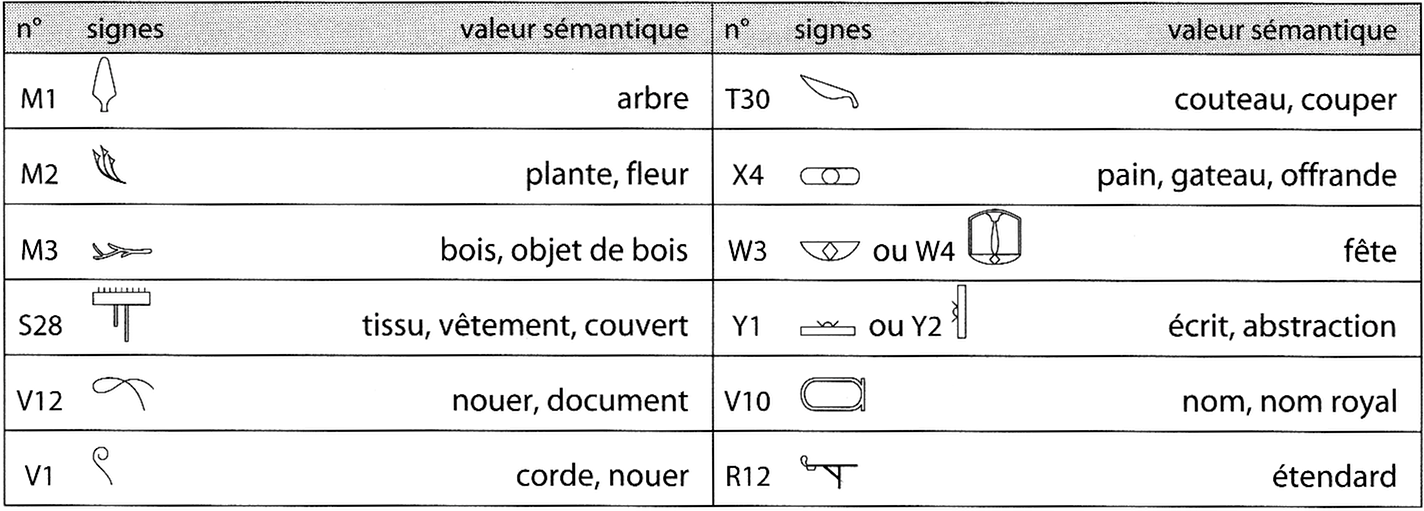 n° signes valeur sémantique n° signes valeur sémantique
M1 arbre T30 couteau, couper
M2 plante, fleur X4 pain, gateau, offrande
M3 bois, objet de bois W3 ou W4 fête
S28 tissu, vêtement, couvert Y1 ou Y2 écrit, abstraction
V12 nouer, document V10 nom, nom royal
V1 corde, nouer R12 étendard